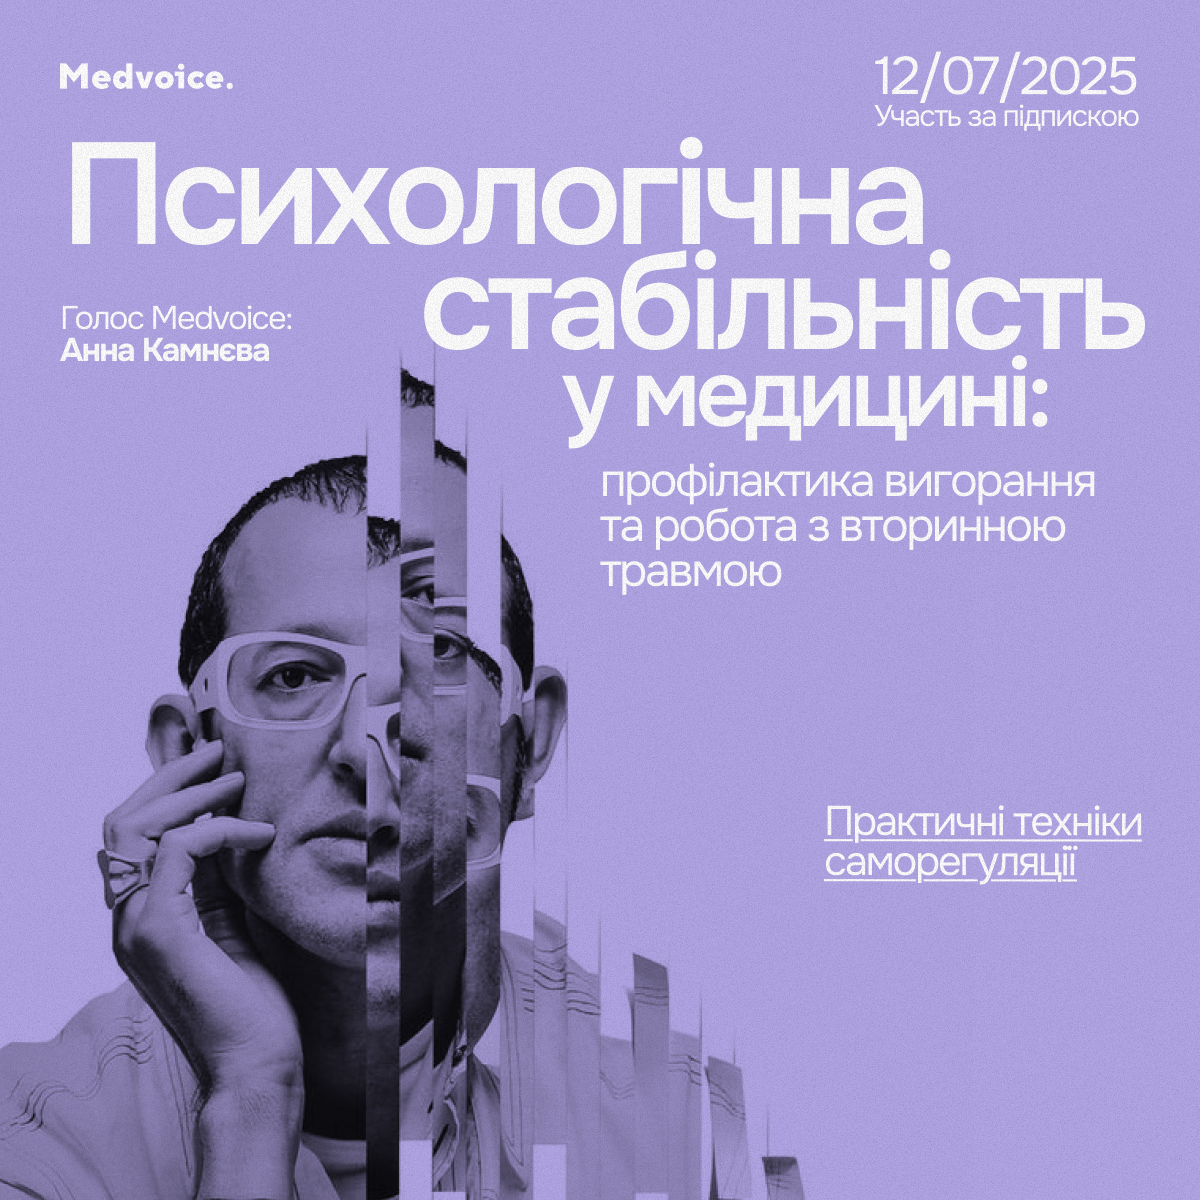 Medvoice.
12/07/2025
Участь за підпискою
Психологічна
стабільність
у медицині:
Голос Medvoice:
Анна Камнєва
профілактика вигорання
та робота з вторинною
травмою
Практичні техніки
саморегуляції